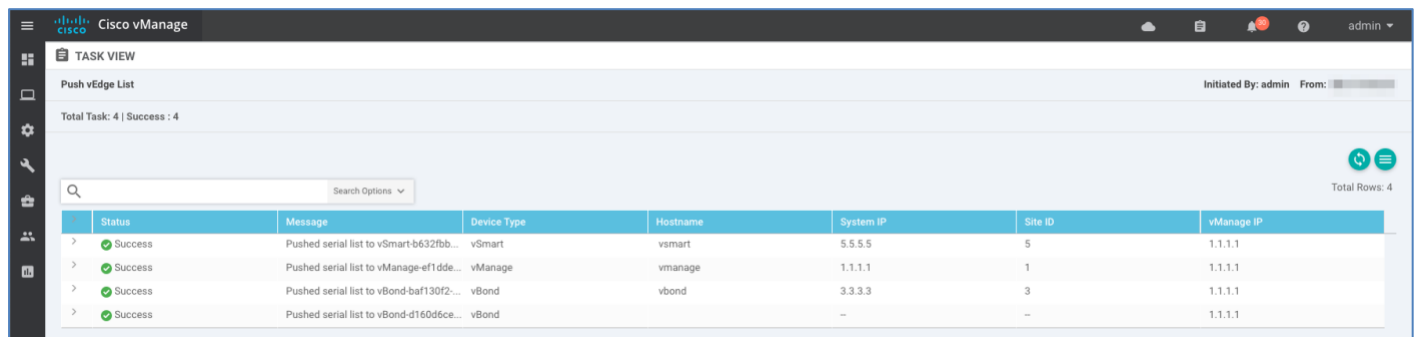 cisco Cisco vManage 30 admin
TASK VIEW
Push vEdge List Initiated By: admin From:
Total Task: 4 | Success : 4
Search Options Total Rows: 4
Status Message Device Type Hostname System IP Site ID vManage IP
Success Pushed serial list to vSmart-b632fbb... vSmart vsmart 5.5.5.5 5 1.1.1.1
Success Pushed serial list to vManage-ef1dde... vManage vmanage 1.1.1.1 1 1.1.1.1
Success Pushed serial list to vBond-baf130f2-... vBond vbond 3.3.3.3 3 1.1.1.1
Success Pushed serial list to vBond-d160d6ce... vBond -- -- 1.1.1.1